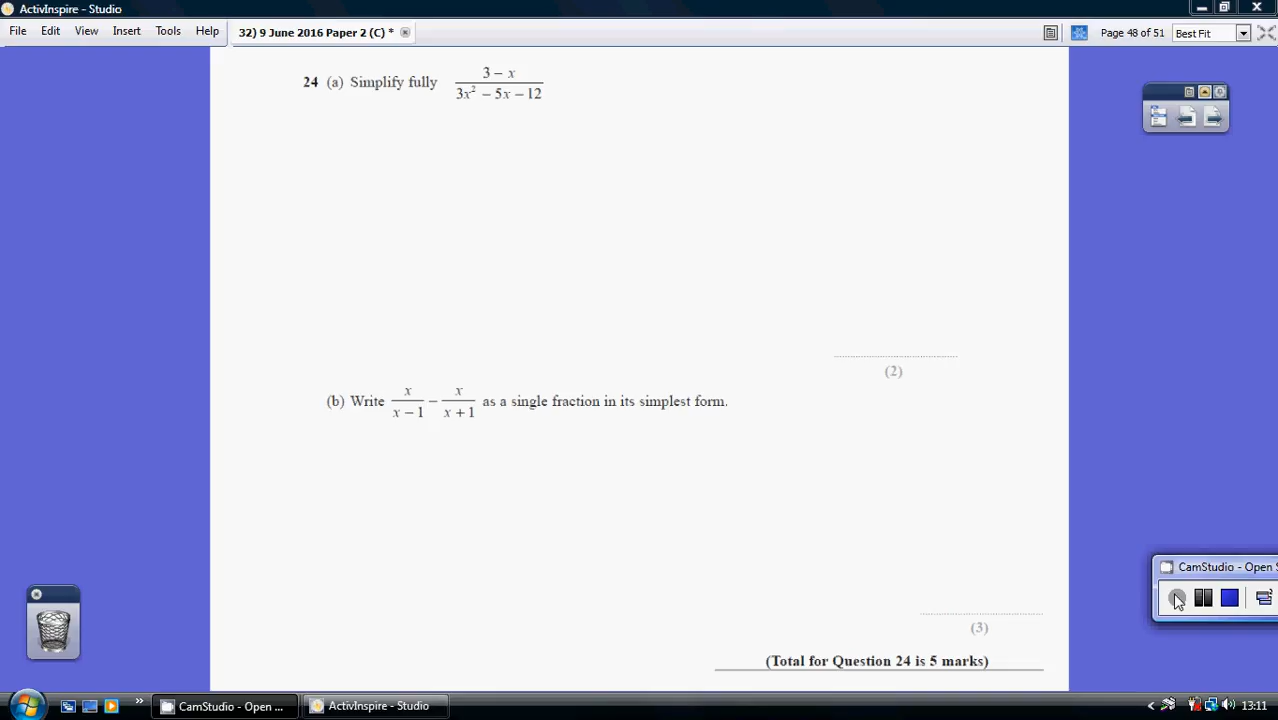 ActivInspire - Studio
File Edit View Insert Tools Help 32) 9 June 2016 Paper 2 (C) * Page 48 of 51 Best Fit
24 (a) Simplify fully (3 − x)/(3x² − 5x − 12)
(2)
(b) Write x/(x − 1) − x/(x + 1) as a single fraction in its simplest form.
CamStudio - Open S
(3)
(Total for Question 24 is 5 marks)
CamStudio - Open ... ActivInspire - Studio 13:11